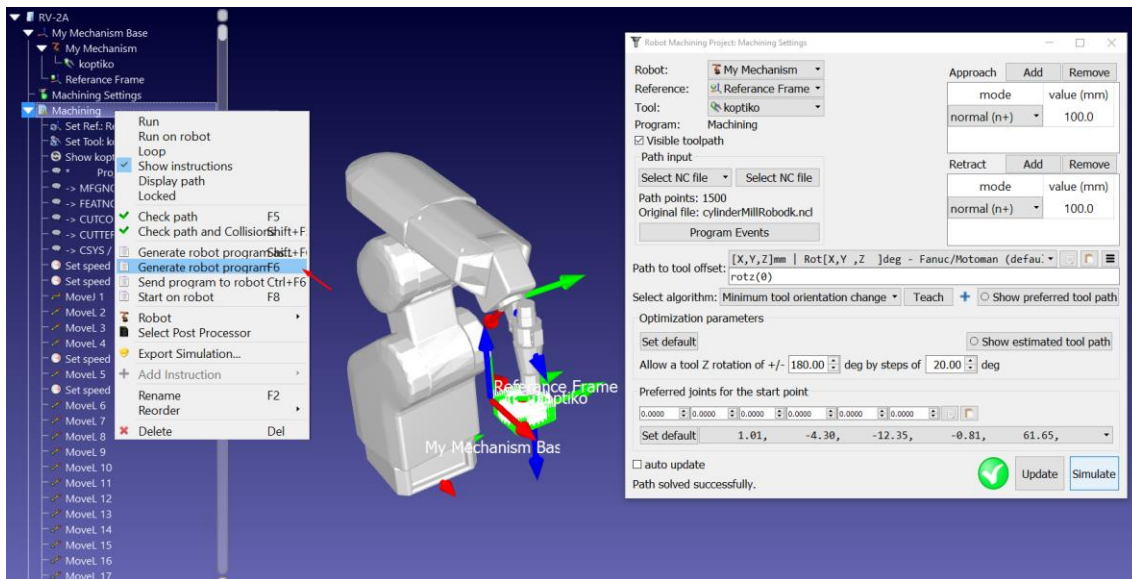 RV-2A
My Mechanism Base
My Mechanism
koptiko
Referance Frame
Machining Settings
Machining
Set Ref.: R
Set Tool: k
Show kop
* Pro
-> MFGN
-> FEATN
-> CUTCO
-> CUTTE
-> CSYS /
Set speed
Set speed
MoveJ 1
MoveL 2
MoveL 3
MoveL 4
Set speed
MoveL 5
Set speed
MoveL 6
MoveL 7
MoveL 8
MoveL 9
MoveL 10
MoveL 11
MoveL 12
MoveL 13
MoveL 14
MoveL 15
MoveL 16
MoveL 17
Run
Run on robot
Loop
Show instructions
Display path
Locked
Check path F5
Check path and Collisions Shift+F
Generate robot program as... Shift+F
Generate robot program F6
Send program to robot Ctrl+F6
Start on robot F8
Robot
Select Post Processor
Export Simulation...
Add Instruction
Rename F2
Reorder
Delete Del
Referance Frame
koptiko
My Mechanism Bas
Robot Machining Project: Machining Settings
Robot: My Mechanism
Reference: Referance Frame
Tool: koptiko
Program: Machining
Visible toolpath
Path input
Select NC file Select NC file
Path points: 1500
Original file: cylinderMillRobodk.ncl
Program Events
Approach Add Remove
mode value (mm)
normal (n+) 100.0
Retract Add Remove
mode value (mm)
normal (n+) 100.0
Path to tool offset: [X,Y,Z]mm | Rot[X,Y ,Z ]deg - Fanuc/Motoman (defau.
rotz(0)
Select algorithm: Minimum tool orientation change Teach + Show preferred tool path
Optimization parameters
Set default Show estimated tool path
Allow a tool Z rotation of +/- 180.00 deg by steps of 20.00 deg
Preferred joints for the start point
0.0000 0.0000 0.0000 0.0000 0.0000 0.0000
Set default 1.01, -4.30, -12.35, -0.81, 61.65,
auto update
Path solved successfully.
Update Simulate